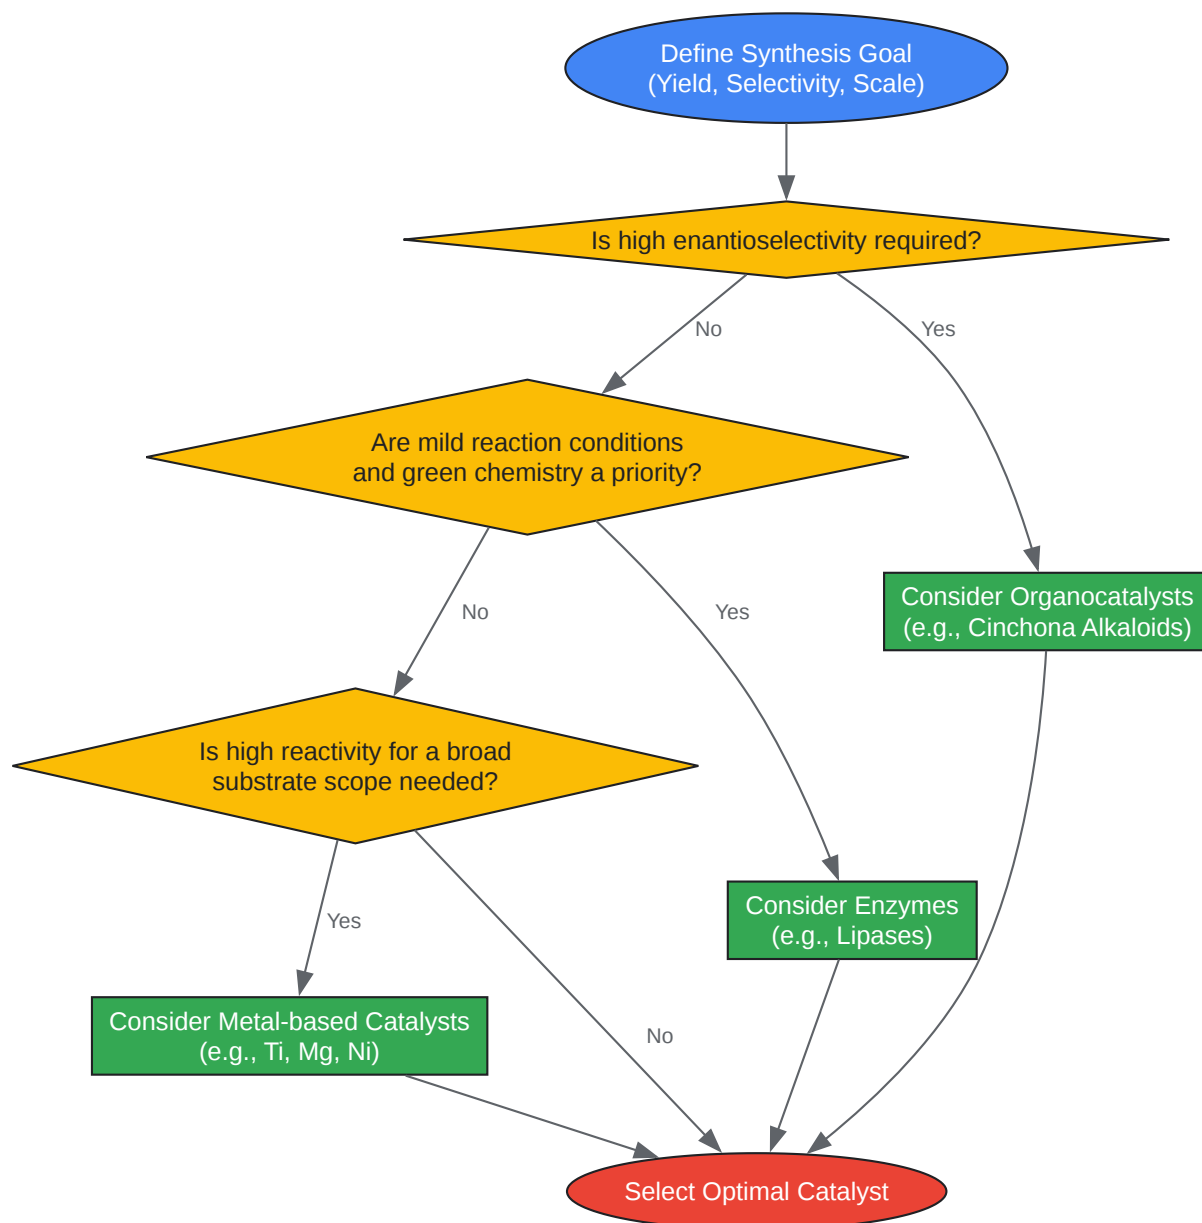 Define Synthesis Goal
(Yield, Selectivity, Scale)
Is high enantioselectivity required?
No
Yes
Are mild reaction conditions
and green chemistry a priority?
No
Yes
Consider Organocatalysts
(e.g., Cinchona Alkaloids)
Is high reactivity for a broad
substrate scope needed?
Yes
No
Consider Enzymes
(e.g., Lipases)
Consider Metal-based Catalysts
(e.g., Ti, Mg, Ni)
Select Optimal Catalyst